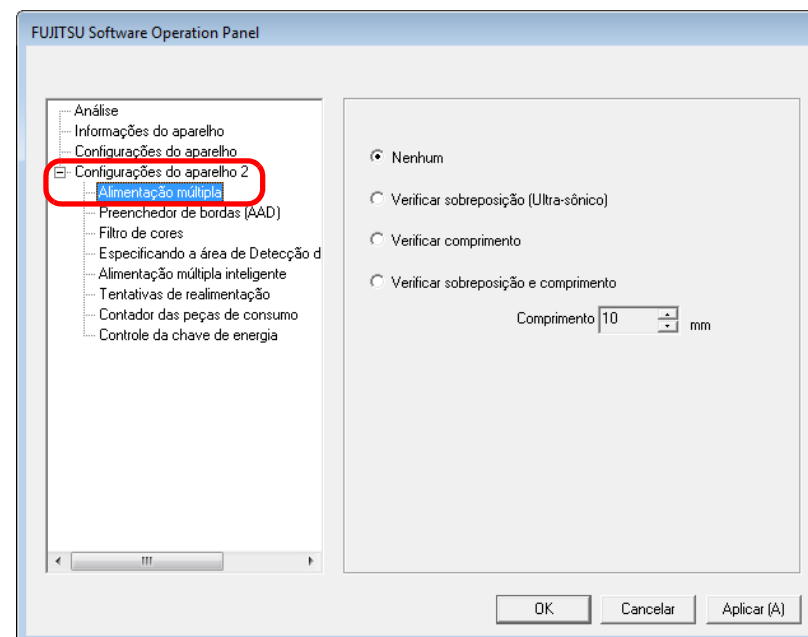 FUJITSU Software Operation Panel
Análise
Informações do aparelho
Configurações do aparelho
Configurações do aparelho 2
Alimentação múltipla
Preenchedor de bordas (AAD)
Filtro de cores
Especificando a área de Detecção d
Alimentação múltipla inteligente
Tentativas de realimentação
Contador das peças de consumo
Controle da chave de energia
Nenhum
Verificar sobreposição (Ultra-sônico)
Verificar comprimento
Verificar sobreposição e comprimento
Comprimento 10 mm
OK Cancelar Aplicar (A)